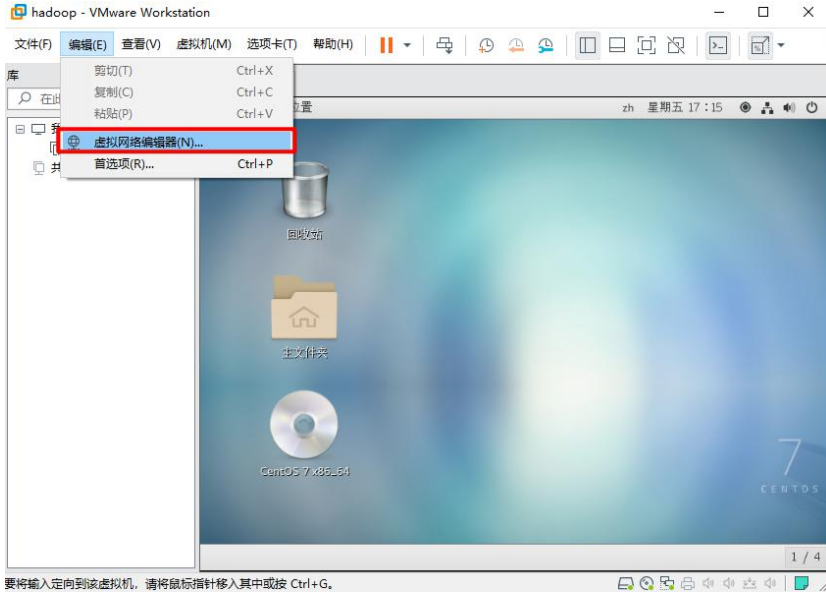 hadoop - VMware Workstation
文件(F) 编辑(E) 查看(V) 虚拟机(M) 选项卡(T) 帮助(H)
库
剪切(T) Ctrl+X
在此
复制(C) Ctrl+C
粘贴(P) Ctrl+V
位置 zh 星期五 17：15
虚拟网络编辑器(N)...
首选项(R)... Ctrl+P
共
回收站
主文件夹
CentOS 7 x86_64
7
CENTOS
1 / 4
要将输入定向到该虚拟机，请将鼠标指针移入其中或按 Ctrl+G。